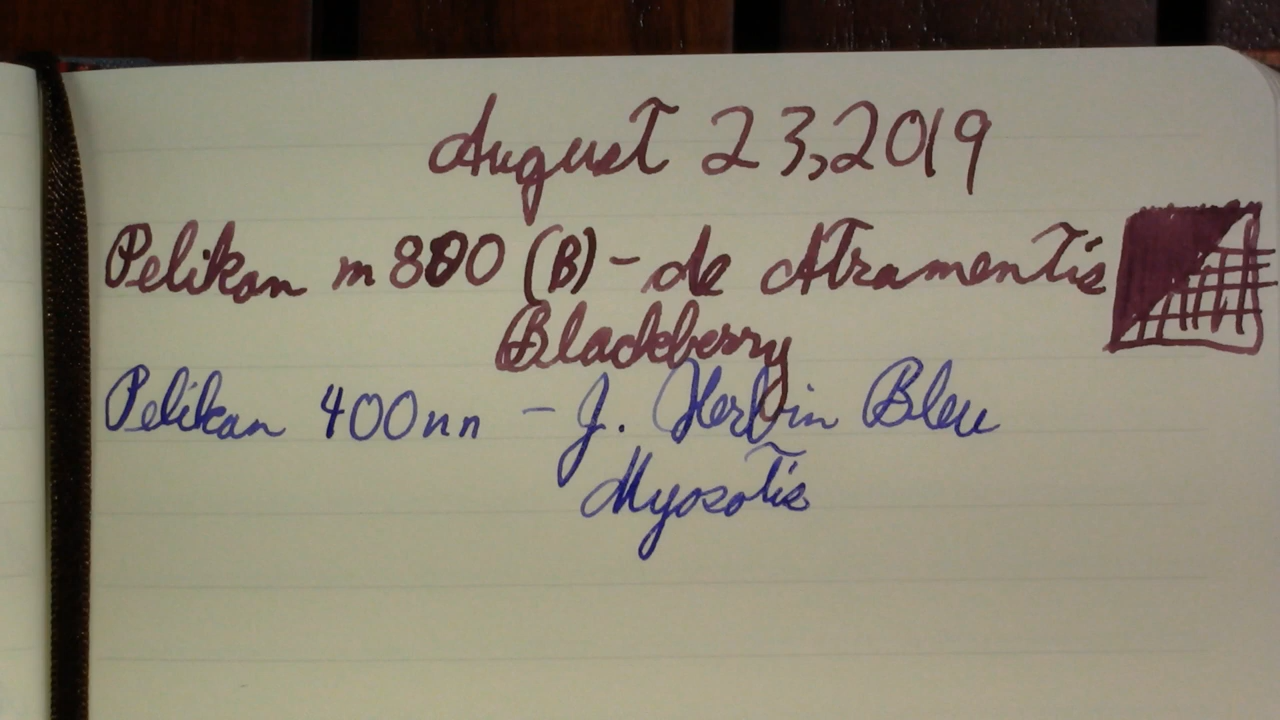 August 23, 2019
Pelikan m800 (B) - de Atramentis
Blackberry
Pelikan 400nn - J. Herbin Bleu
Myosotis